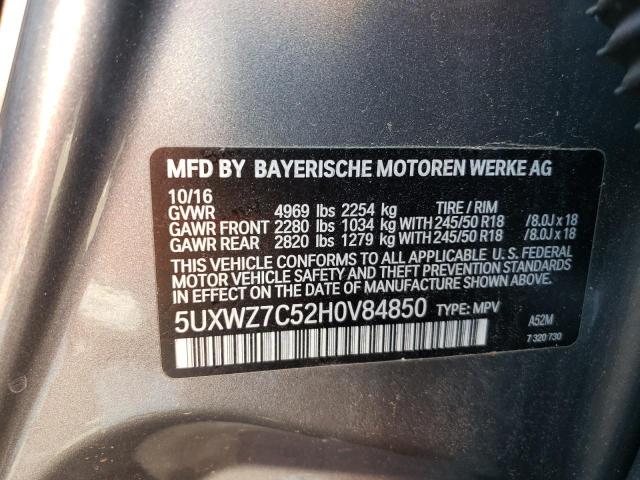 MFD BY BAYERISCHE MOTOREN WERKE AG
10/16
GVWR 4969 lbs 2254 kg TIRE / RIM
GAWR FRONT 2280 lbs 1034 kg WITH 245/50 R18 /8.0J x 18
GAWR REAR 2820 lbs 1279 kg WITH 245/50 R18 /8.0J x 18
THIS VEHICLE CONFORMS TO ALL APPLICABLE U. S. FEDERAL
MOTOR VEHICLE SAFETY AND THEFT PREVENTION STANDARDS
IN EFFECT ON THE DATE OF MANUFACTURE SHOWN ABOVE.
5UXWZ7C52H0V84850 TYPE: MPV
A52M
7 320 730